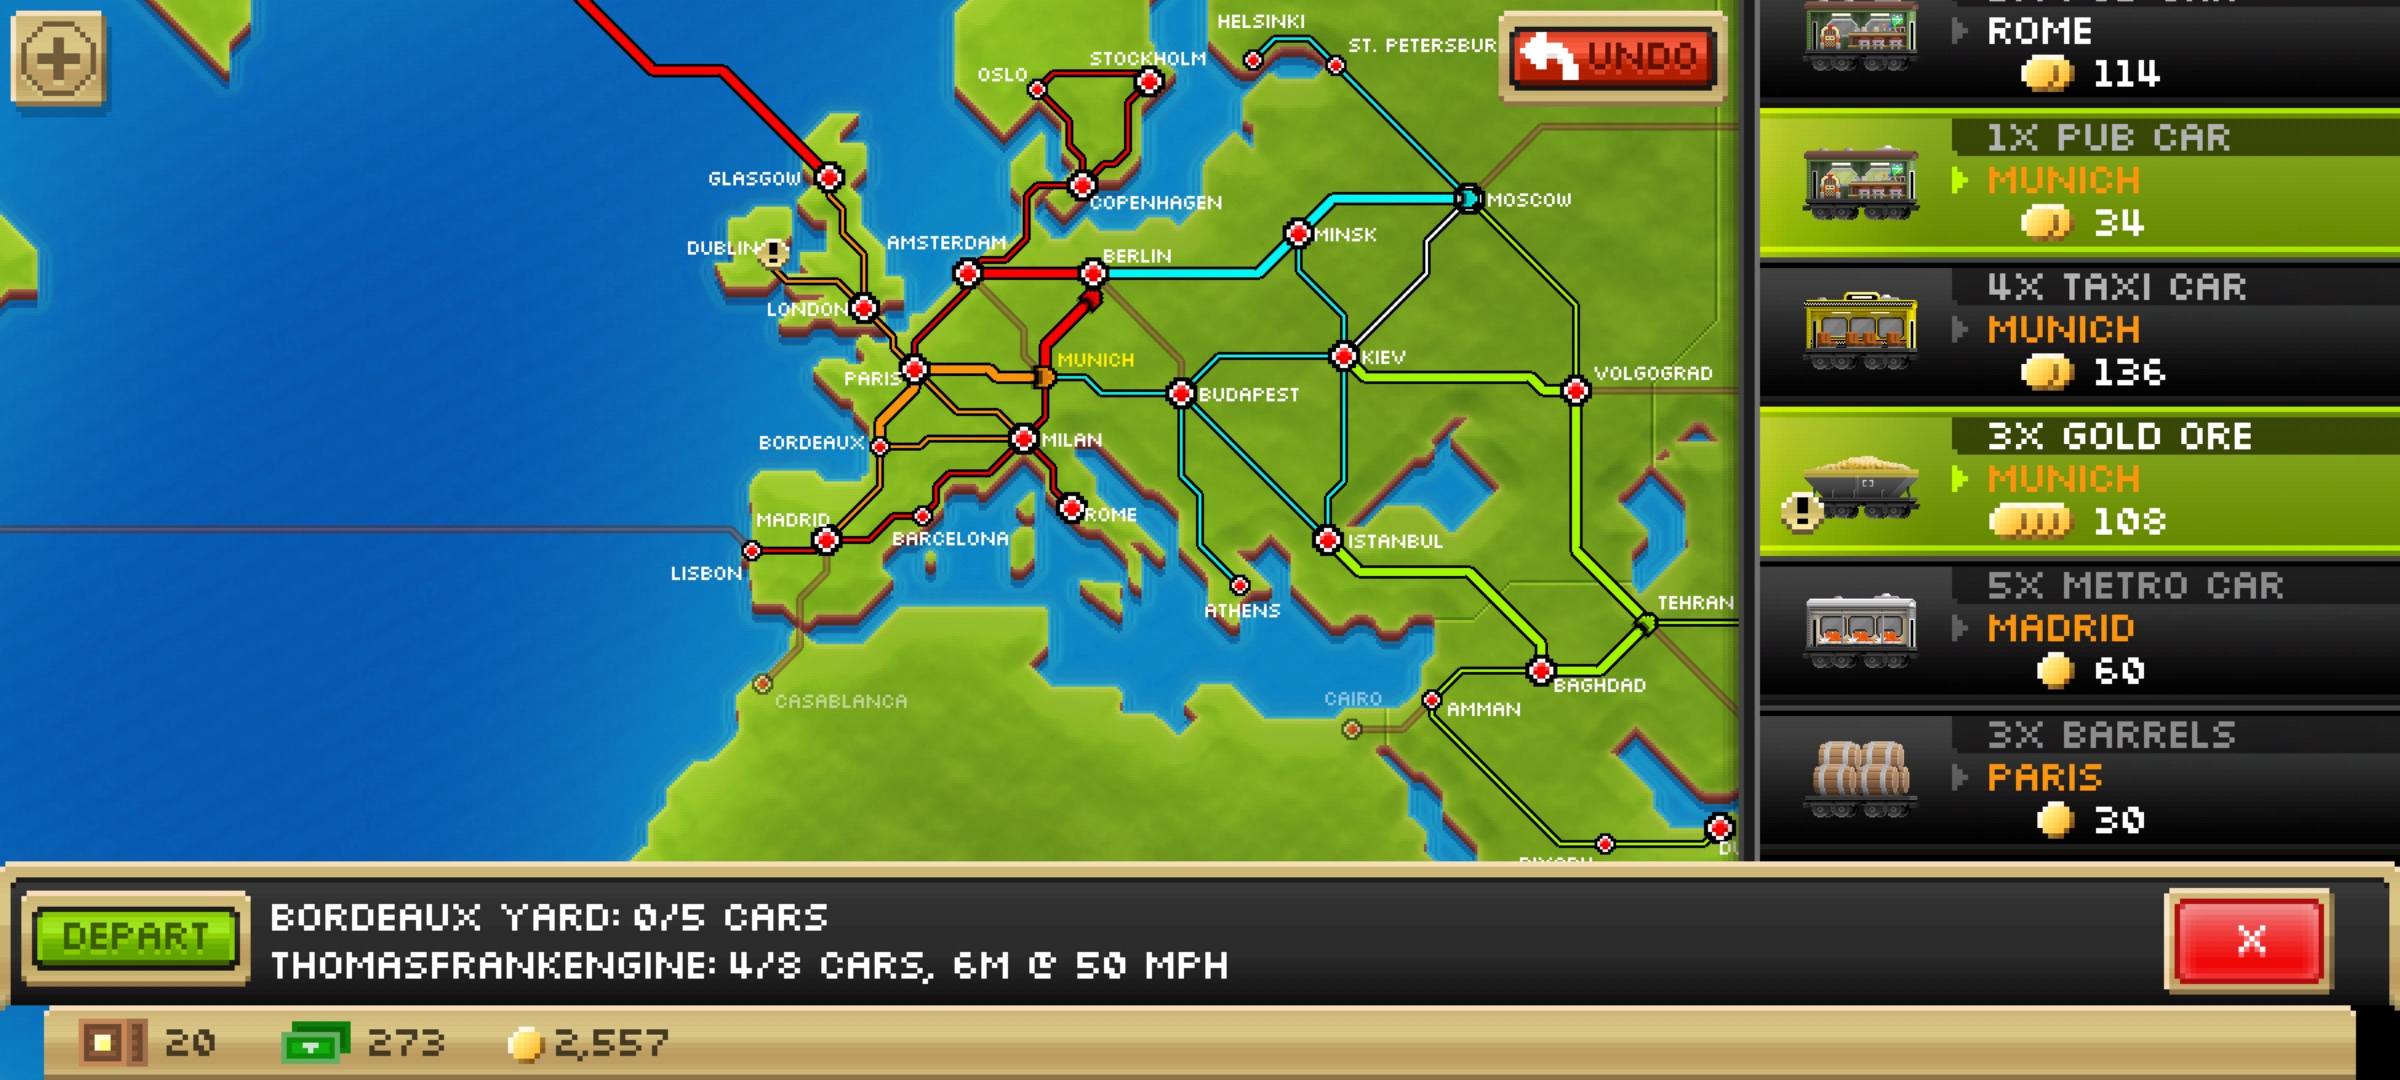 HELSINKI
ST. PETERSBUR
UNDO
STOCKHOLM
OSLO
GLASGOW
COPENHAGEN
MOSCOW
DUBLIN
AMSTERDAM
BERLIN
MINSK
LONDON
PARIS
MUNICH
KIEV
VOLGOGRAD
BUDAPEST
BORDEAUX
MILAN
MADRID
ROME
BARCELONA
ISTANBUL
LISBON
ATHENS
TEHRAN
CASABLANCA
CAIRO
BAGHDAD
AMMAN
ROME
114
1X PUB CAR
MUNICH
34
4X TAXI CAR
MUNICH
136
3X GOLD ORE
MUNICH
108
5X METRO CAR
MADRID
60
3X BARRELS
PARIS
30
DEPART
BORDEAUX YARD: 0/5 CARS
THOMASFRANKENGINE: 4/8 CARS, 6M @ 50 MPH
X
20
273
2,557